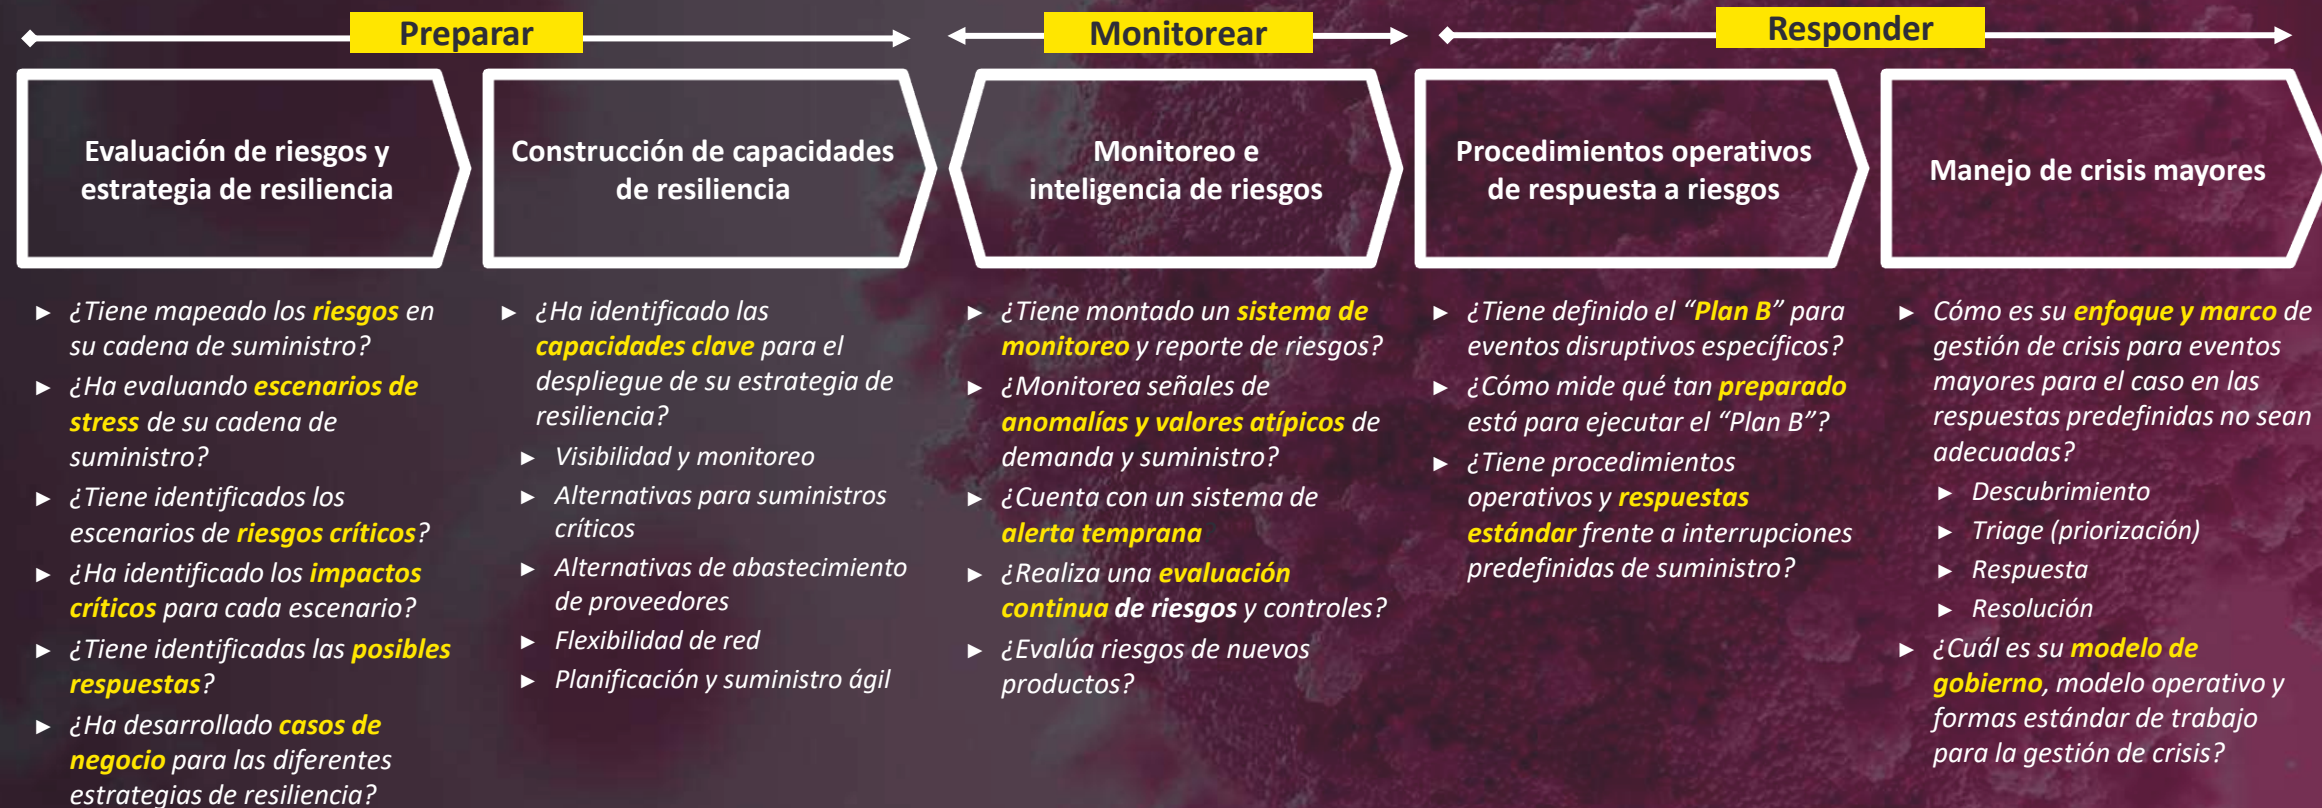 Preparar
Monitorear
Responder
Evaluación de riesgos y
estrategia de resiliencia
Construcción de capacidades
de resiliencia
Monitoreo e
inteligencia de riesgos
Procedimientos operativos
de respuesta a riesgos
Manejo de crisis mayores
► ¿Tiene mapeado los riesgos en
su cadena de suministro?
► ¿Ha evaluando escenarios de
stress de su cadena de
suministro?
► ¿Tiene identificados los
escenarios de riesgos críticos?
► ¿Ha identificado los impactos
críticos para cada escenario?
► ¿Tiene identificadas las posibles
respuestas?
► ¿Ha desarrollado casos de
negocio para las diferentes
estrategias de resiliencia?
► ¿Ha identificado las
capacidades clave para el
despliegue de su estrategia de
resiliencia?
► Visibilidad y monitoreo
► Alternativas para suministros
críticos
► Alternativas de abastecimiento
de proveedores
► Flexibilidad de red
► Planificación y suministro ágil
► ¿Tiene montado un sistema de
monitoreo y reporte de riesgos?
► ¿Monitorea señales de
anomalías y valores atípicos de
demanda y suministro?
► ¿Cuenta con un sistema de
alerta temprana
► ¿Realiza una evaluación
continua de riesgos y controles?
► ¿Evalúa riesgos de nuevos
productos?
► ¿Tiene definido el “Plan B” para
eventos disruptivos específicos?
► ¿Cómo mide qué tan preparado
está para ejecutar el “Plan B”?
► ¿Tiene procedimientos
operativos y respuestas
estándar frente a interrupciones
predefinidas de suministro?
► Cómo es su enfoque y marco de
gestión de crisis para eventos
mayores para el caso en las
respuestas predefinidas no sean
adecuadas?
► Descubrimiento
► Triage (priorización)
► Respuesta
► Resolución
► ¿Cuál es su modelo de
gobierno, modelo operativo y
formas estándar de trabajo
para la gestión de crisis?